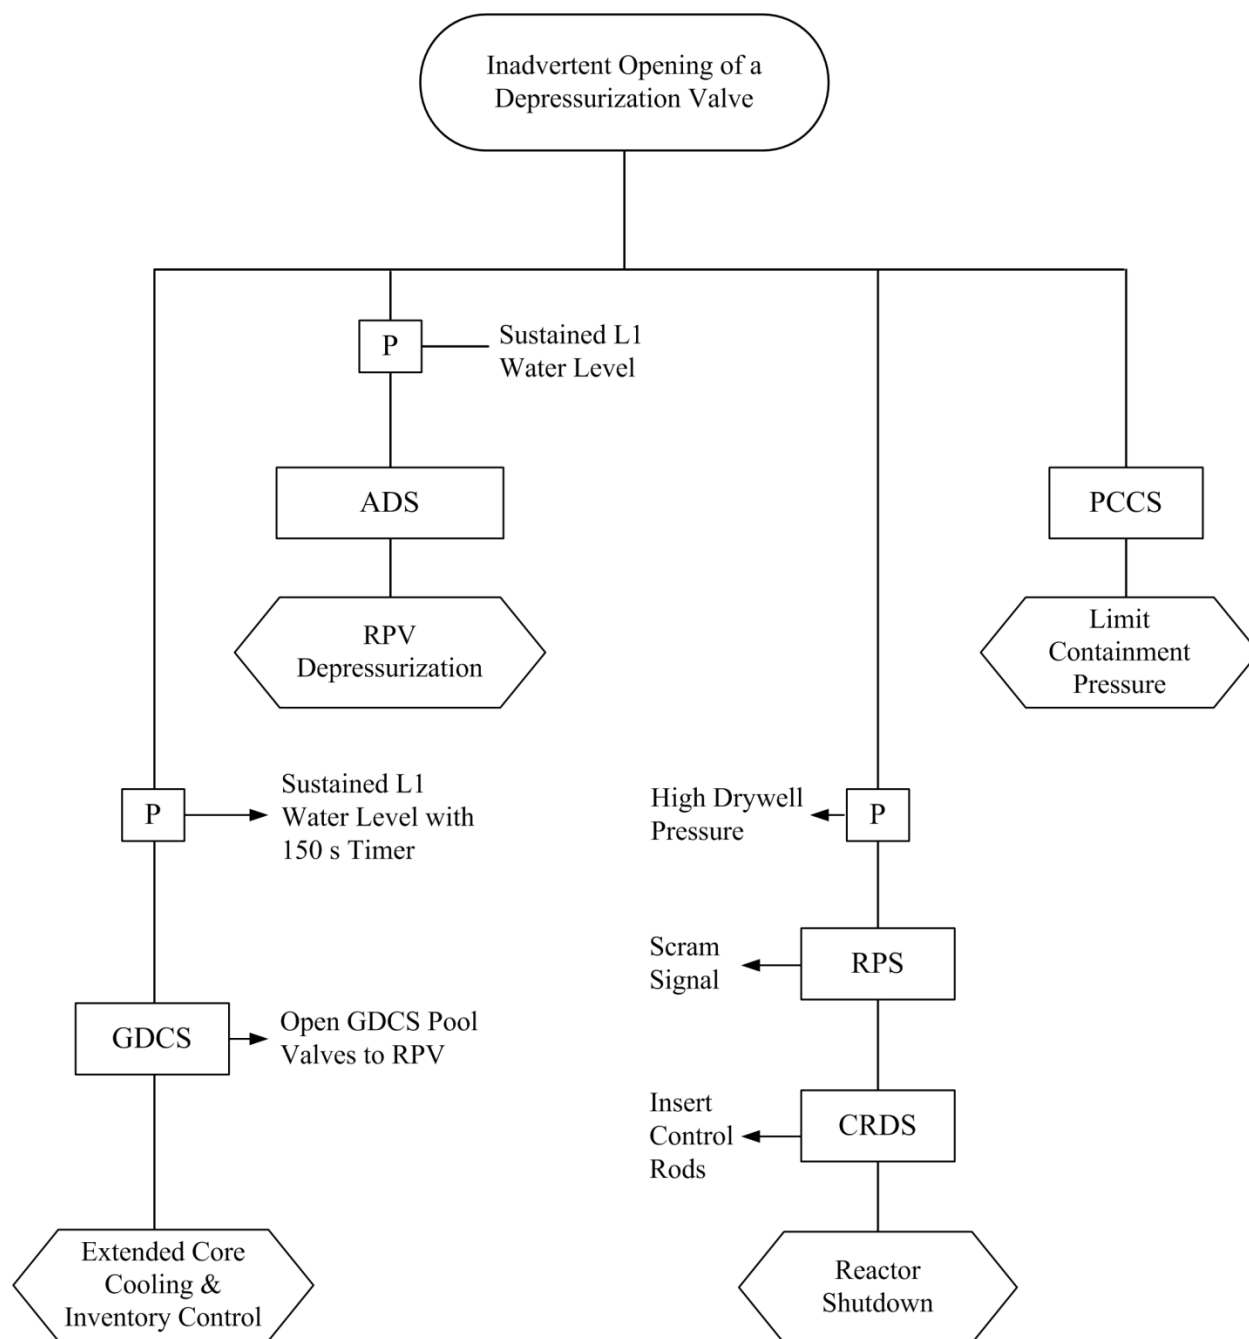 Inadvertent Opening of a
Depressurization Valve
P
Sustained L1
Water Level
ADS
PCCS
RPV
Depressurization
Limit
Containment
Pressure
P
Sustained L1
Water Level with
150 s Timer
High Drywell
Pressure
P
Scram
Signal
RPS
GDCS
Open GDCS Pool
Valves to RPV
Insert
Control
Rods
CRDS
Extended Core
Cooling &
Inventory Control
Reactor
Shutdown